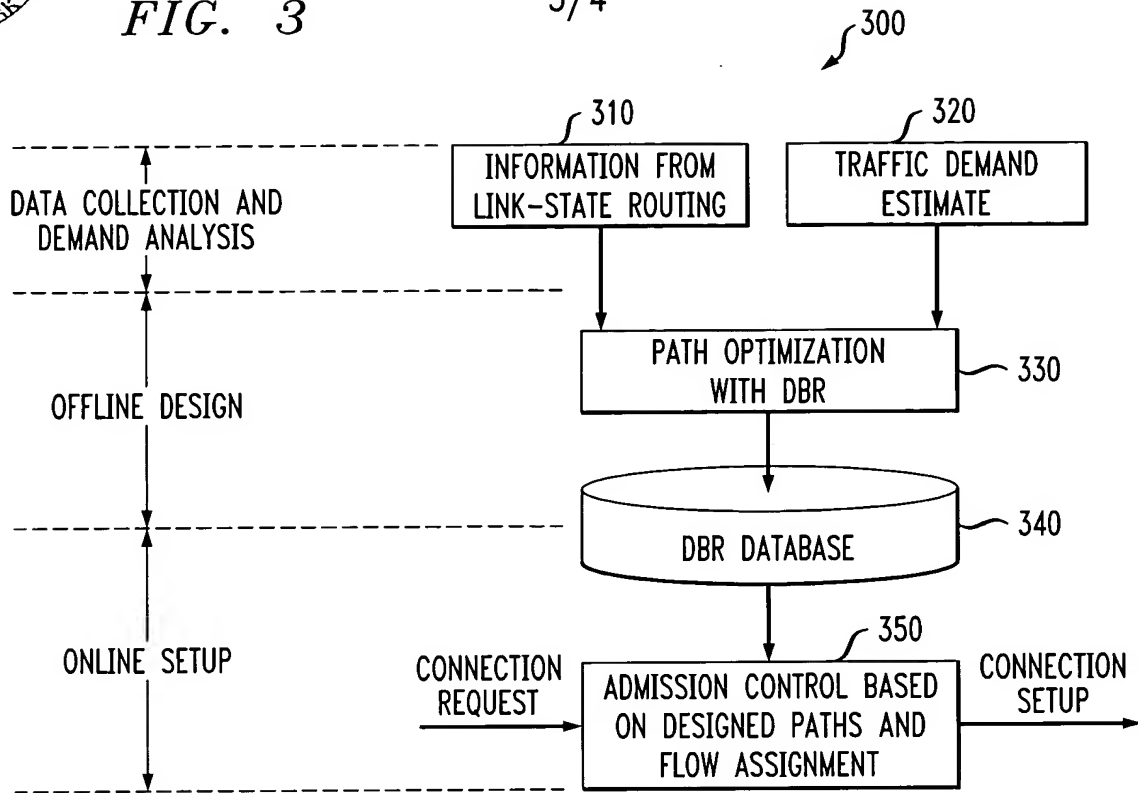 FIG. 3
3/4
300
310
320
INFORMATION FROM
LINK-STATE ROUTING
TRAFFIC DEMAND
ESTIMATE
DATA COLLECTION AND
DEMAND ANALYSIS
PATH OPTIMIZATION
WITH DBR
330
OFFLINE DESIGN
DBR DATABASE
340
350
ONLINE SETUP
CONNECTION
REQUEST
ADMISSION CONTROL BASED
ON DESIGNED PATHS AND
FLOW ASSIGNMENT
CONNECTION
SETUP